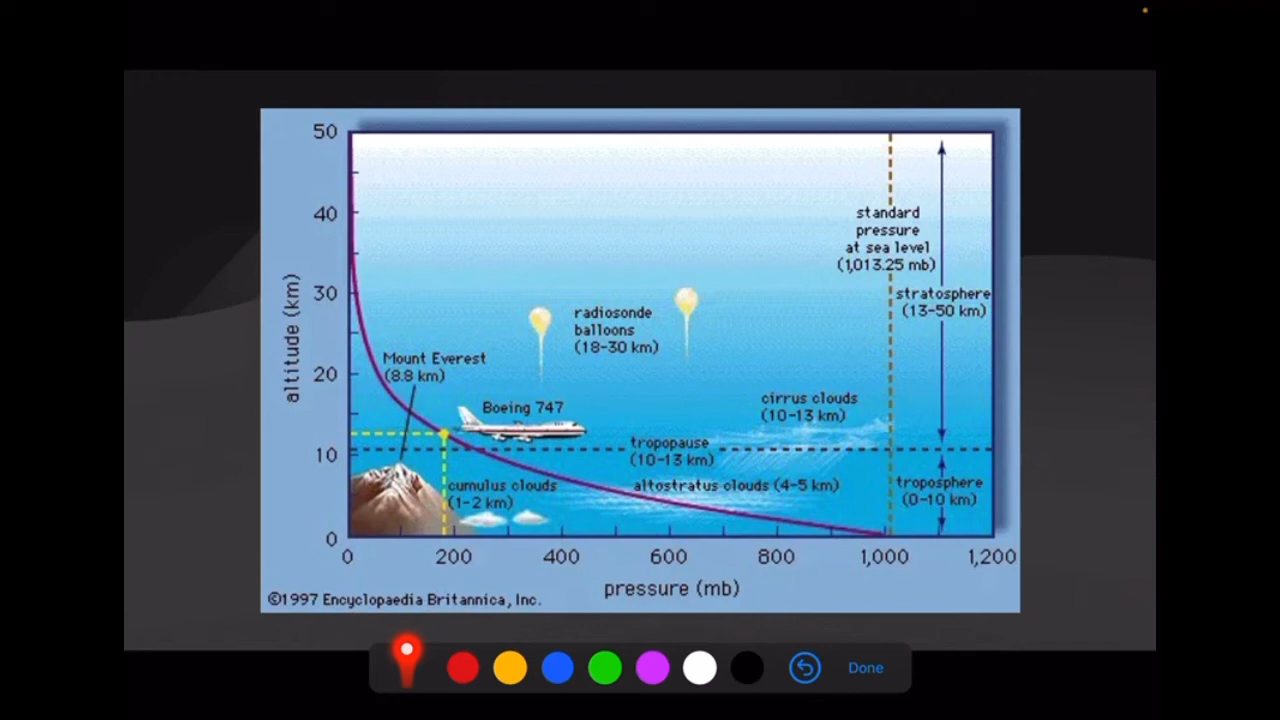 50
40
30
20
10
0
altitude (km)
standard
pressure
at sea level
(1,013.25 mb)
stratosphere
(13-50 km)
radiosonde
balloons
(18-30 km)
Mount Everest
(8.8 km)
Boeing 747
cirrus clouds
(10-13 km)
tropopause
(10-13 km)
cumulus clouds
(1-2 km)
altostratus clouds (4-5 km)
troposphere
(0-10 km)
0 200 400 600 800 1,000 1,200
pressure (mb)
©1997 Encyclopaedia Britannica, Inc.
Done